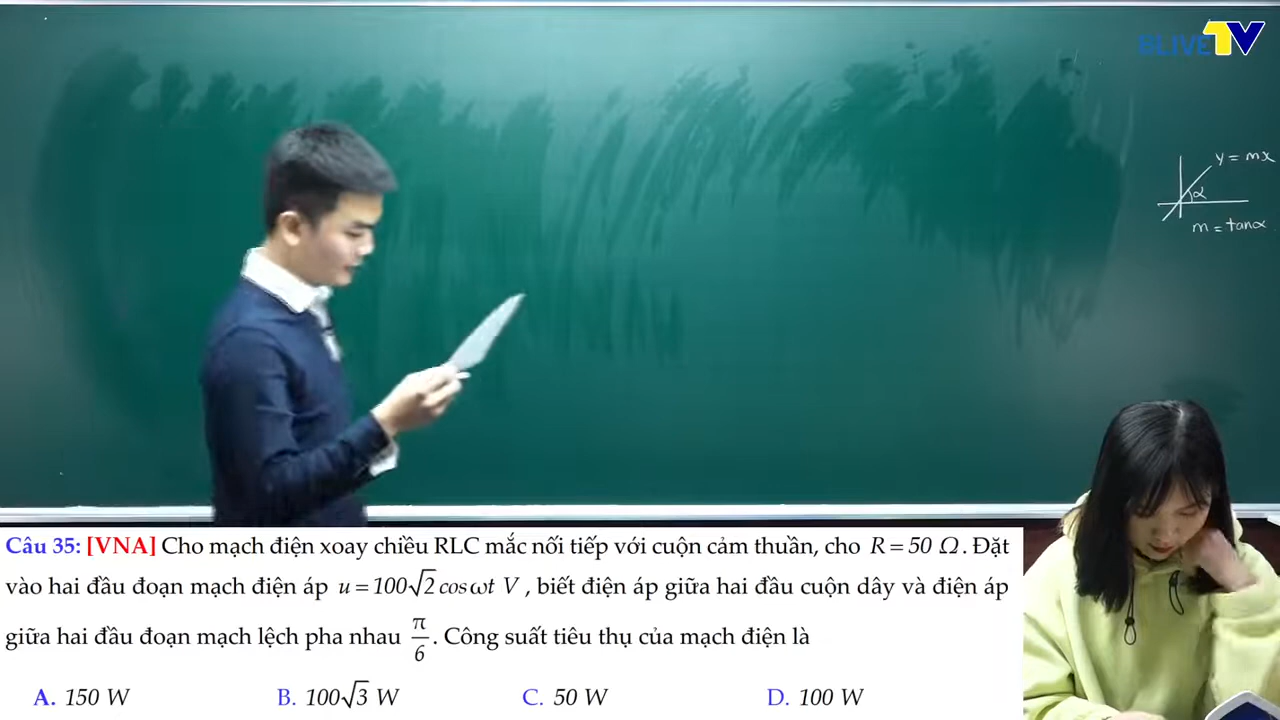 BLIVE TV
y = mx
α
m = tanα
Câu 35: [VNA] Cho mạch điện xoay chiều RLC mắc nối tiếp với cuộn cảm thuần, cho R = 50 Ω. Đặt
vào hai đầu đoạn mạch điện áp u = 100√2 cos ωt V , biết điện áp giữa hai đầu cuộn dây và điện áp
giữa hai đầu đoạn mạch lệch pha nhau π/6. Công suất tiêu thụ của mạch điện là
A. 150 W B. 100√3 W C. 50 W D. 100 W